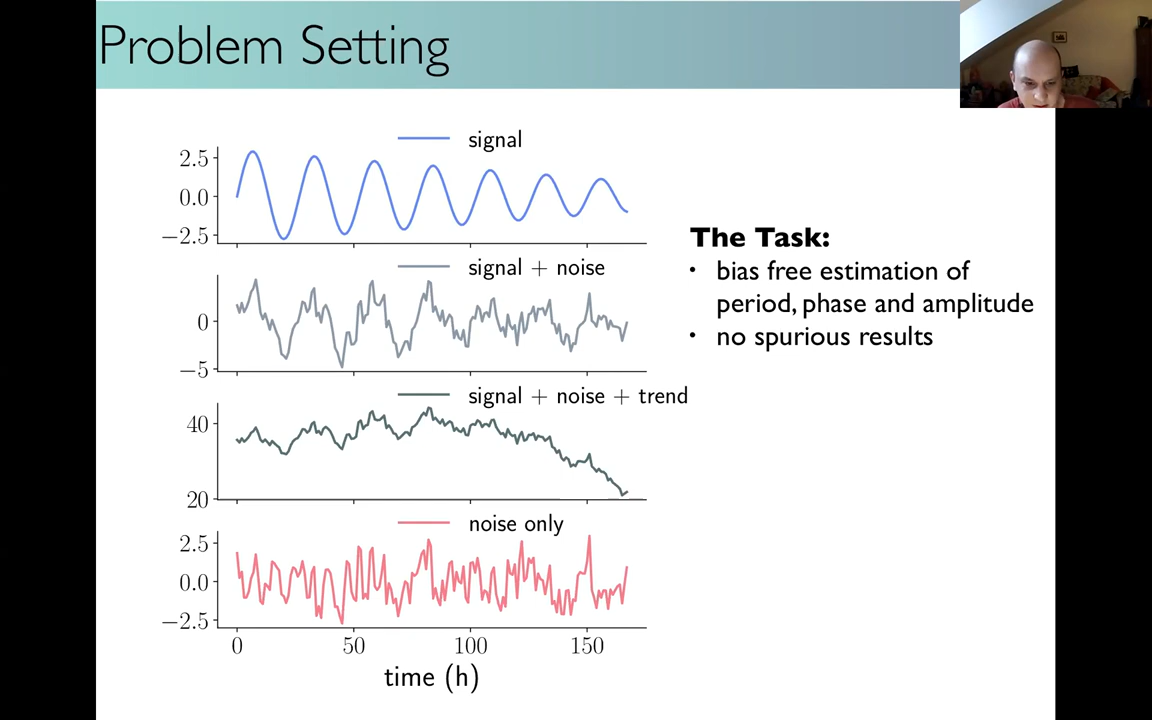 Problem Setting
signal
2.5
0.0
−2.5
signal + noise
0
−5
signal + noise + trend
40
20
noise only
2.5
0.0
−2.5
0 50 100 150
time (h)
The Task:
• bias free estimation of
period, phase and amplitude
• no spurious results